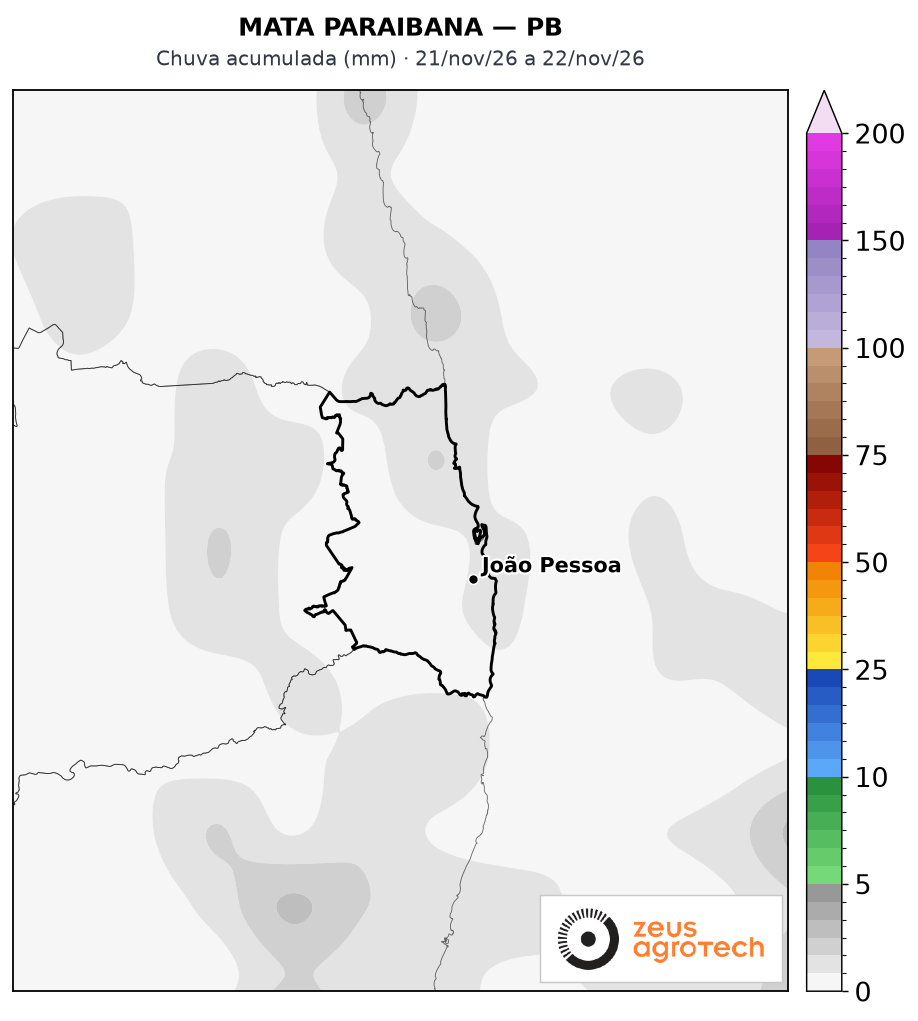 MATA PARAIBANA — PB
Chuva acumulada (mm) · 21/nov/26 a 22/nov/26
200
150
100
75
50
25
10
5
0
João Pessoa
zeus
agrotech